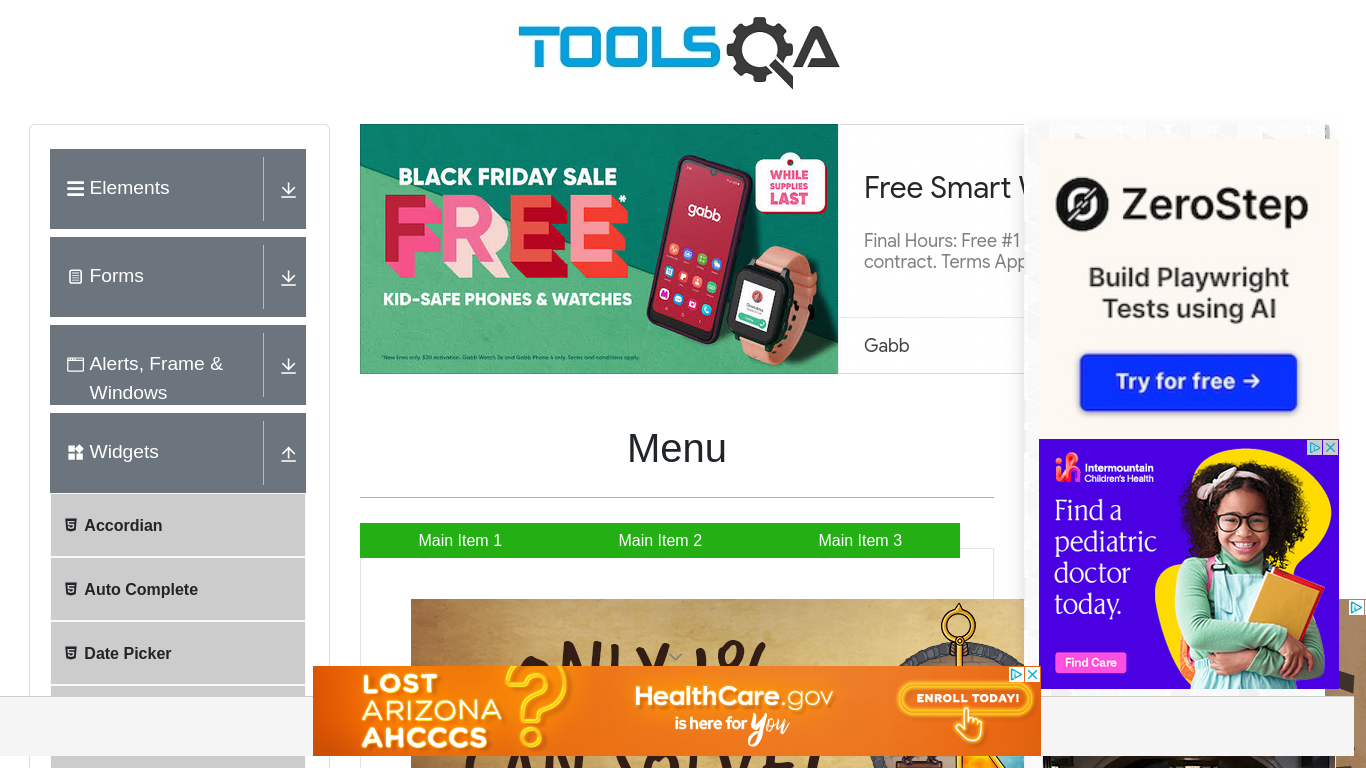 TOOLSQA
Elements
Forms
Alerts, Frame &
Windows
Widgets
Accordian
Auto Complete
Date Picker
BLACK FRIDAY SALE
FREE*
KID-SAFE PHONES & WATCHES
*New lines only. $30 activation. Gabb Watch 3e and Gabb Phone 4 only. Terms and conditions apply.
gabb
WHILE
SUPPLIES
LAST
Free Smart
Final Hours: Free #1
contract. Terms App
Gabb
ZeroStep
Build Playwright
Tests using AI
Try for free →
Menu
Main Item 1
Main Item 2
Main Item 3
Intermountain
Children's Health
Find a
pediatric
doctor
today.
Find Care
ONLY 1%
CAN SOLVE!
LOST
ARIZONA
AHCCCS
?
HealthCare.gov
is here for You
ENROLL TODAY!